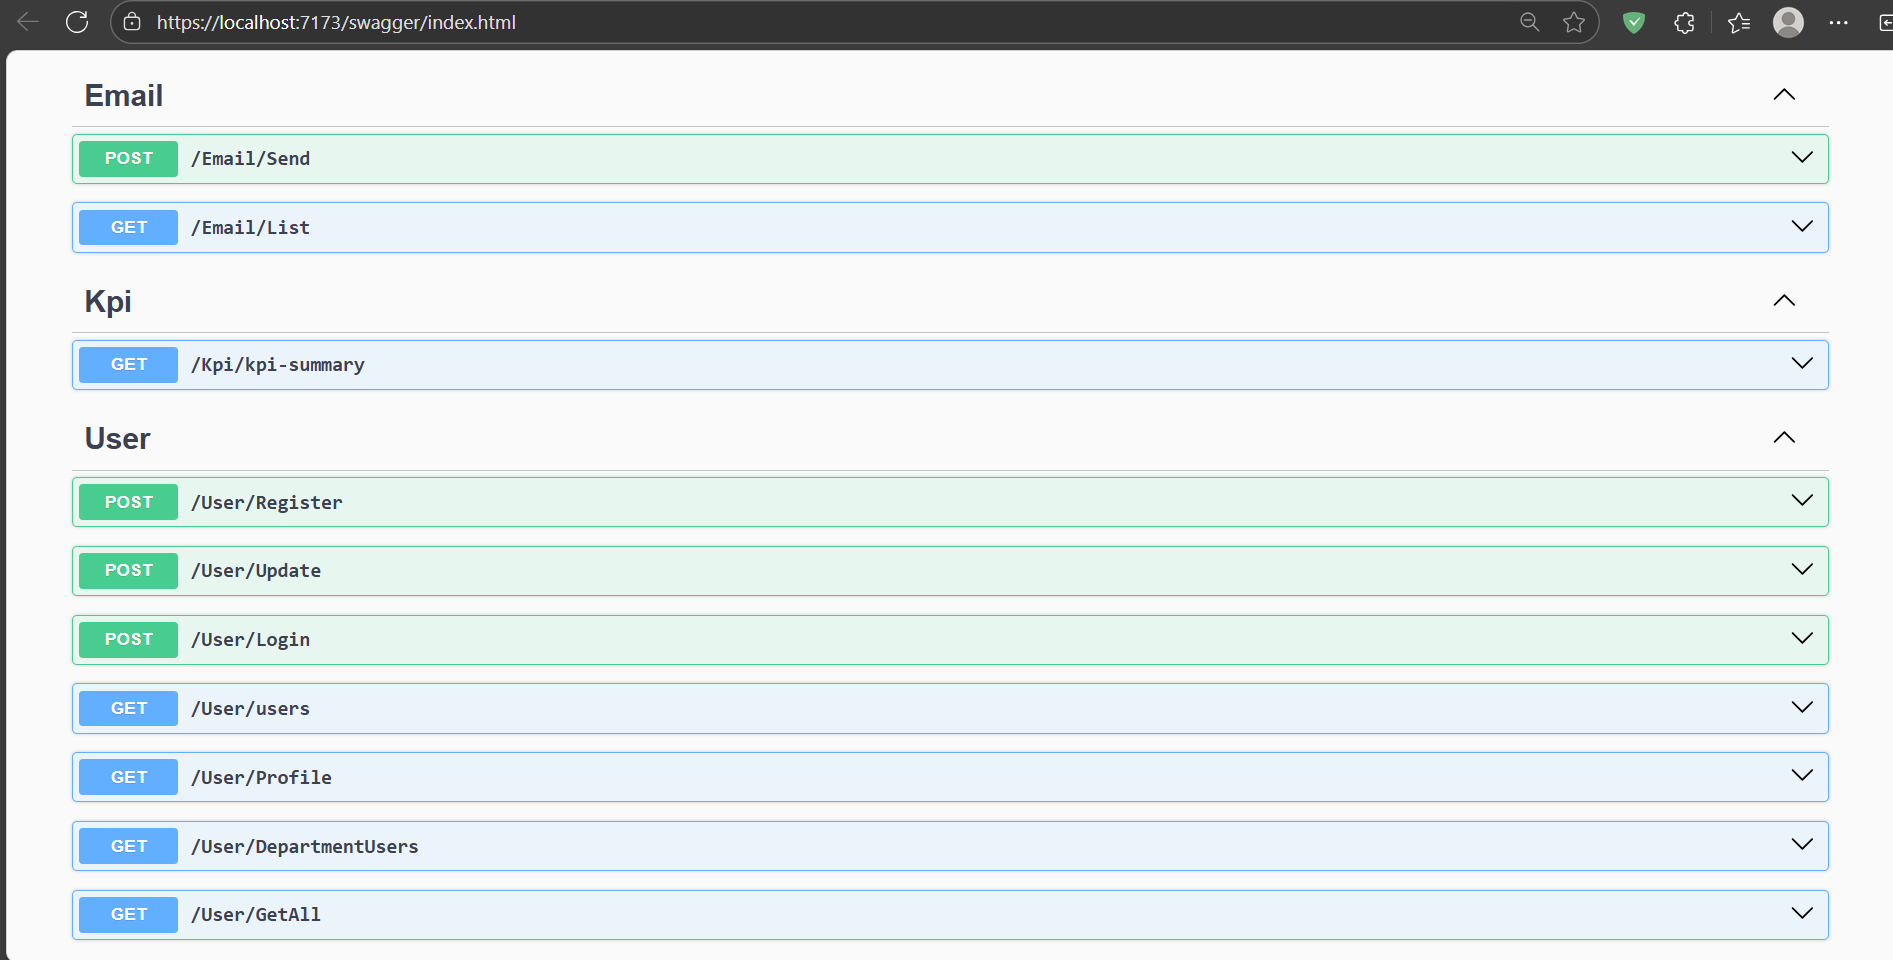 https://localhost:7173/swagger/index.html
Email
POST /Email/Send
GET /Email/List
Kpi
GET /Kpi/kpi-summary
User
POST /User/Register
POST /User/Update
POST /User/Login
GET /User/users
GET /User/Profile
GET /User/DepartmentUsers
GET /User/GetAll